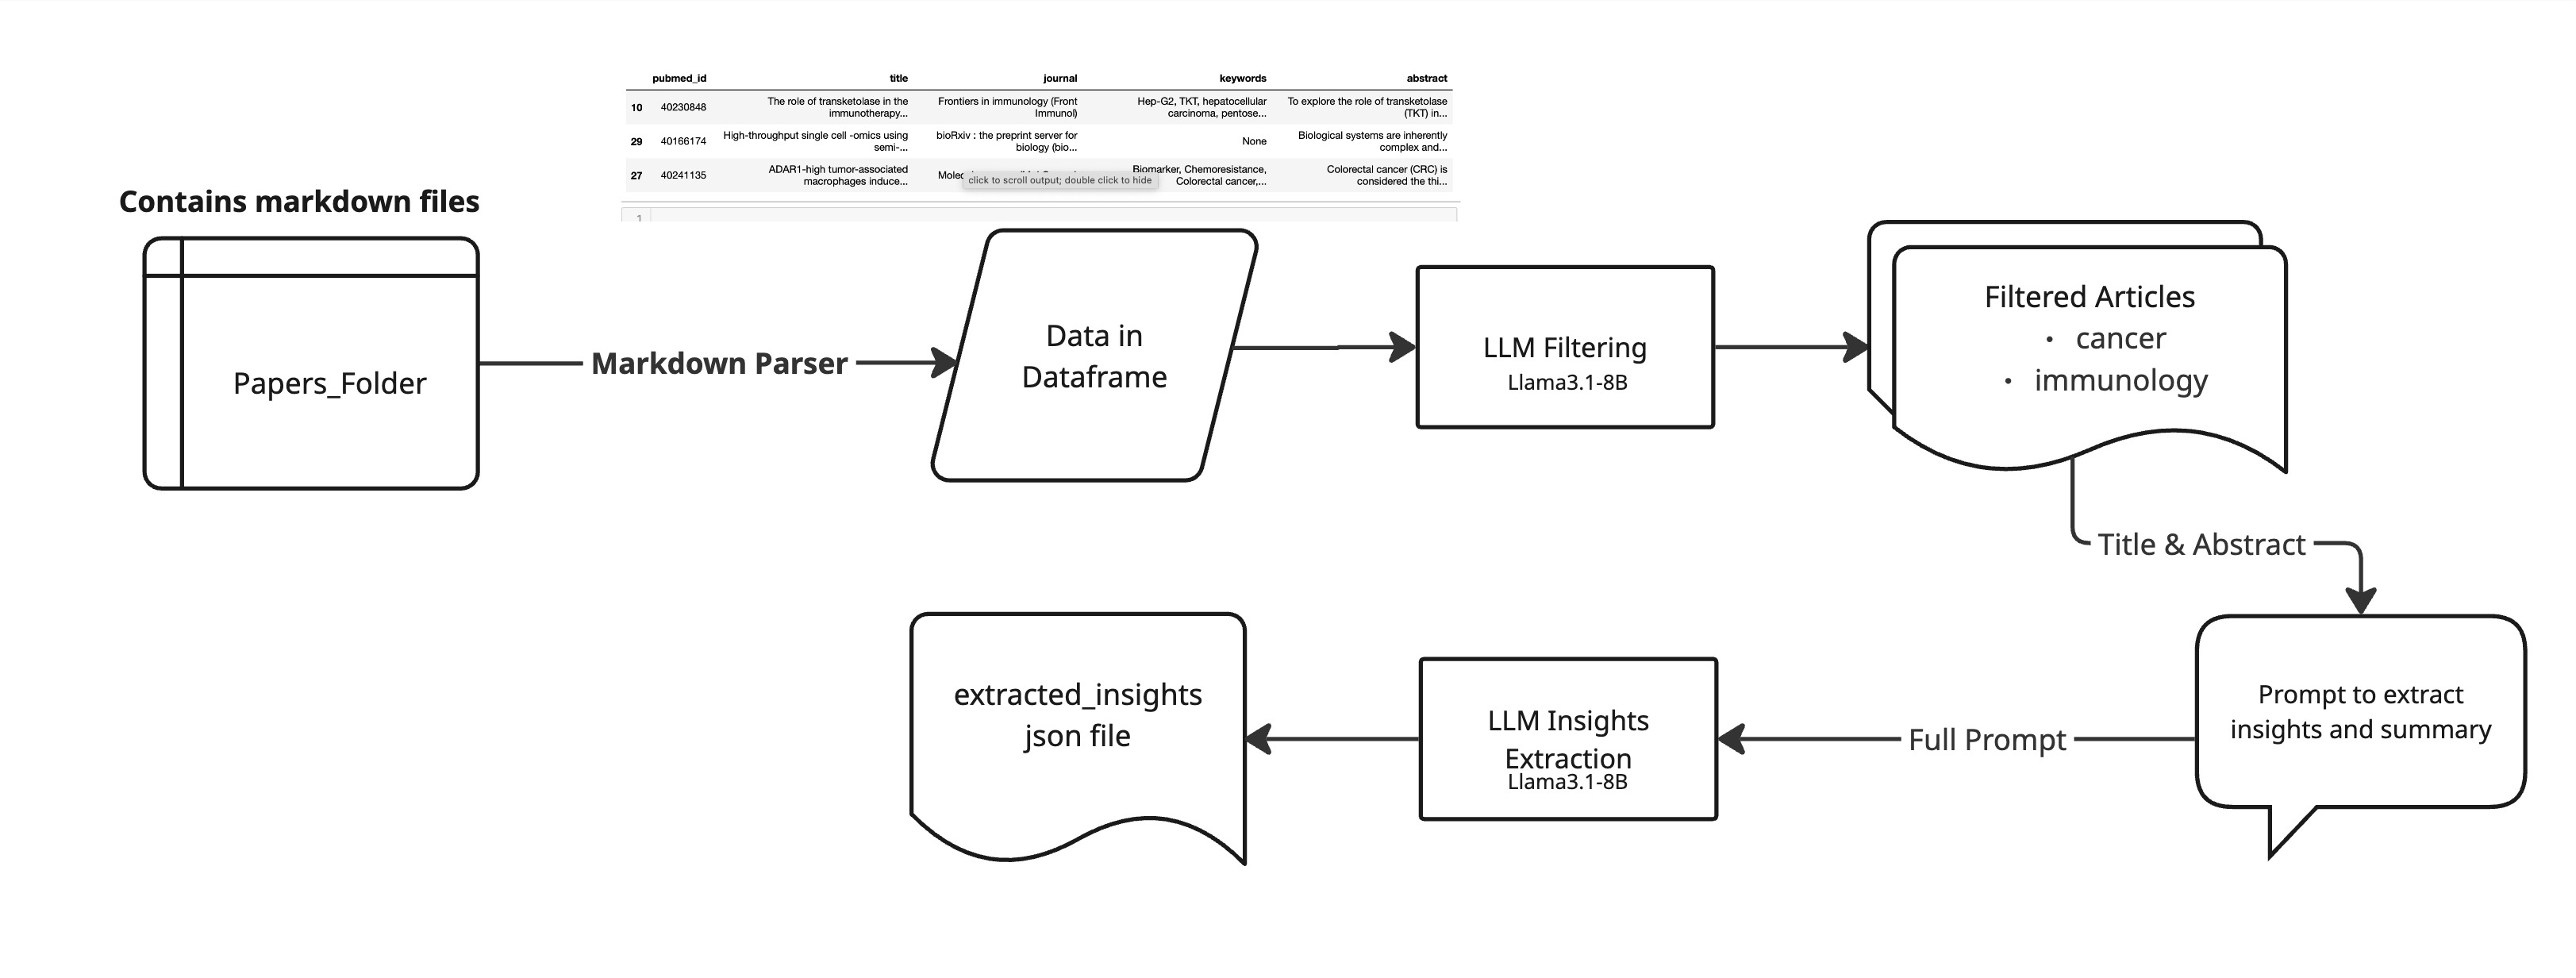 pubmed_id title journal keywords abstract
10 40230848 The role of transketolase in the immunotherapy... Frontiers in immunology (Front Immunol) Hep-G2, TKT, hepatocellular carcinoma, pentose... To explore the role of transketolase (TKT) in...
29 40166174 High-throughput single cell -omics using semi-... bioRxiv : the preprint server for biology (bio... None Biological systems are inherently complex and...
27 40241135 ADAR1-high tumor-associated macrophages induce... Biomarker, Chemoresistance, Colorectal cancer,... Colorectal cancer (CRC) is considered the thi...
click to scroll output; double click to hide
1
Contains markdown files
Papers_Folder
Markdown Parser
Data in
Dataframe
LLM Filtering
Llama3.1-8B
Filtered Articles
• cancer
• immunology
Title & Abstract
Prompt to extract
insights and summary
Full Prompt
LLM Insights
Extraction
Llama3.1-8B
extracted_insights
json file